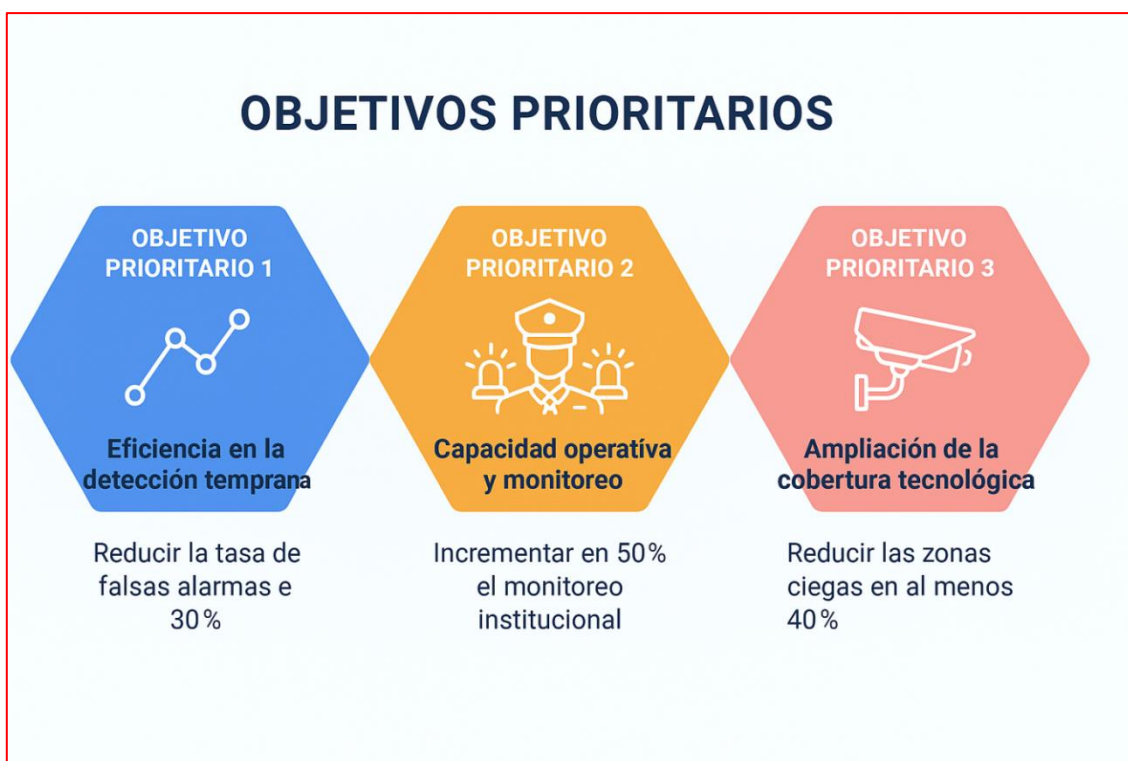 OBJETIVOS PRIORITARIOS
OBJETIVO
PRIORITARIO 1
Eficiencia en la
detección temprana
Reducir la tasa de
falsas alarmas e
30%
OBJETIVO
PRIORITARIO 2
Capacidad operatíva
y monitoreo
Incrementar en 50%
el monitoreo
institucional
OBJETIVO
PRIORITARIO 3
Ampliación de la
cobertura tecnológica
Reducir las zonas
ciegas en al menos
40%